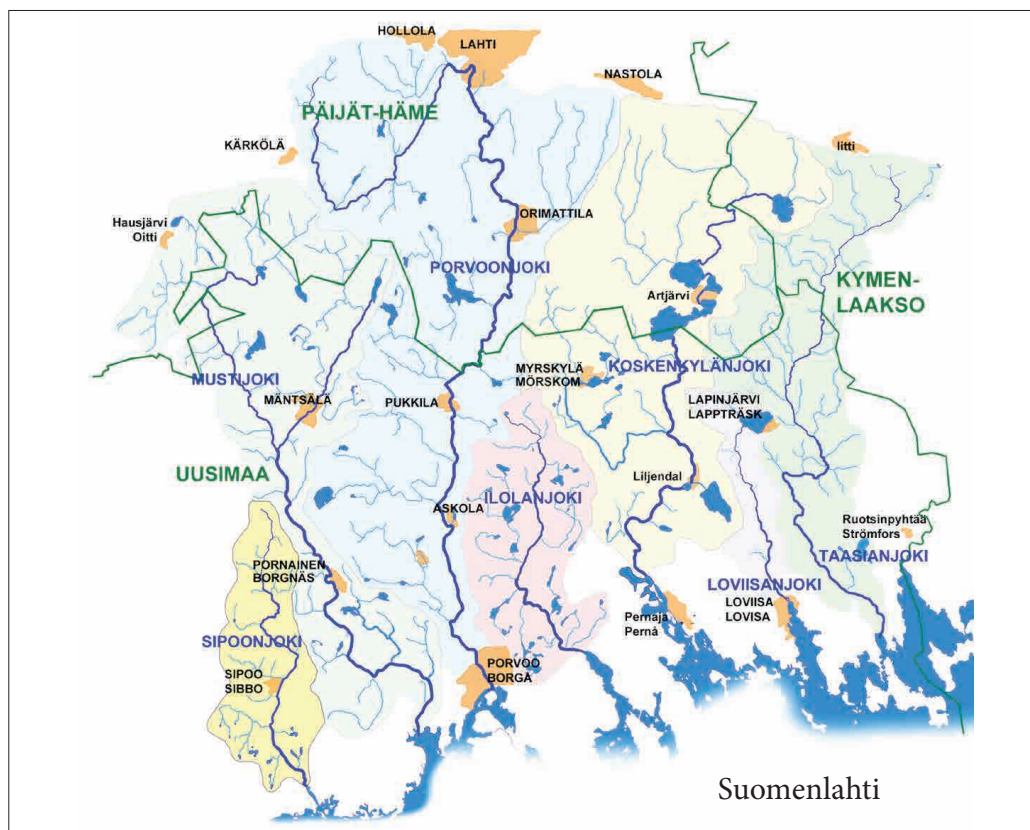 HOLLOLA
LAHTI
NASTOLA
PÄIJÄT-HÄME
KÄRKÖLÄ
Iitti
Hausjärvi
Oitti
ORIMATTILA
PORVOONJOKI
KYMEN-
LAAKSO
Artjärvi
MUSTIJOKI
MÄNTSÄLÄ
PUKKILA
MYRSKYLÄ
MÖRSKOM
KOSKENKYLÄNJOKI
LAPINJÄRVI
LAPPTRÄSK
UUSIMAA
ILOLANJOKI
Liljendal
ASKOLA
Ruotsinpyhtää
Strömfors
TAASIANJOKI
PORNAINEN
BORGNÄS
LOVIISANJOKI
LOVIISA
LOVISA
Pernaja
Pernå
SIPOONJOKI
SIPOO
SIBBO
PORVOO
BORGÅ
Suomenlahti